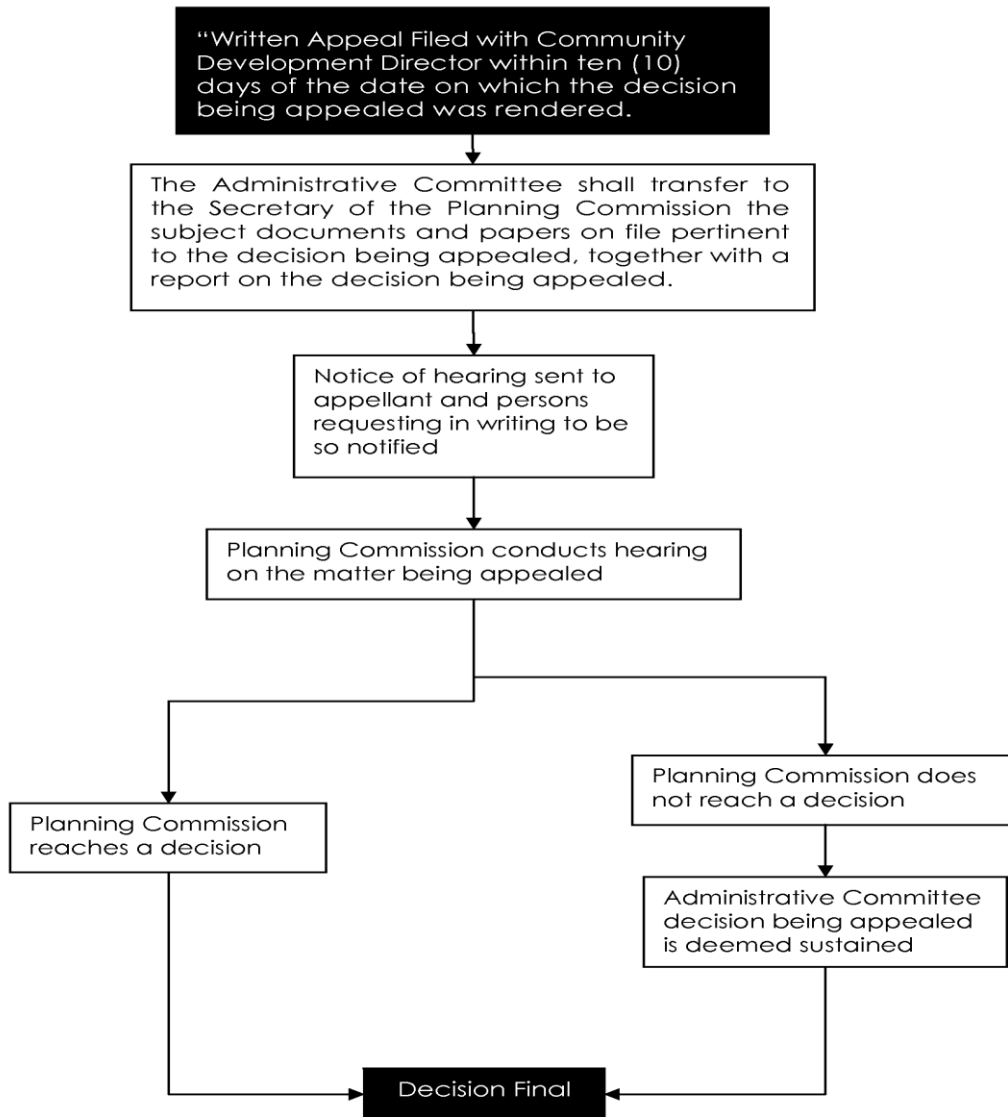 “Written Appeal Filed with Community
Development Director within ten (10)
days of the date on which the decision
being appealed was rendered.
The Administrative Committee shall transfer to
the Secretary of the Planning Commission the
subject documents and papers on file pertinent
to the decision being appealed, together with a
report on the decision being appealed.
Notice of hearing sent to
appellant and persons
requesting in writing to be
so notified
Planning Commission conducts hearing
on the matter being appealed
Planning Commission
reaches a decision
Planning Commission does
not reach a decision
Administrative Committee
decision being appealed
is deemed sustained
Decision Final